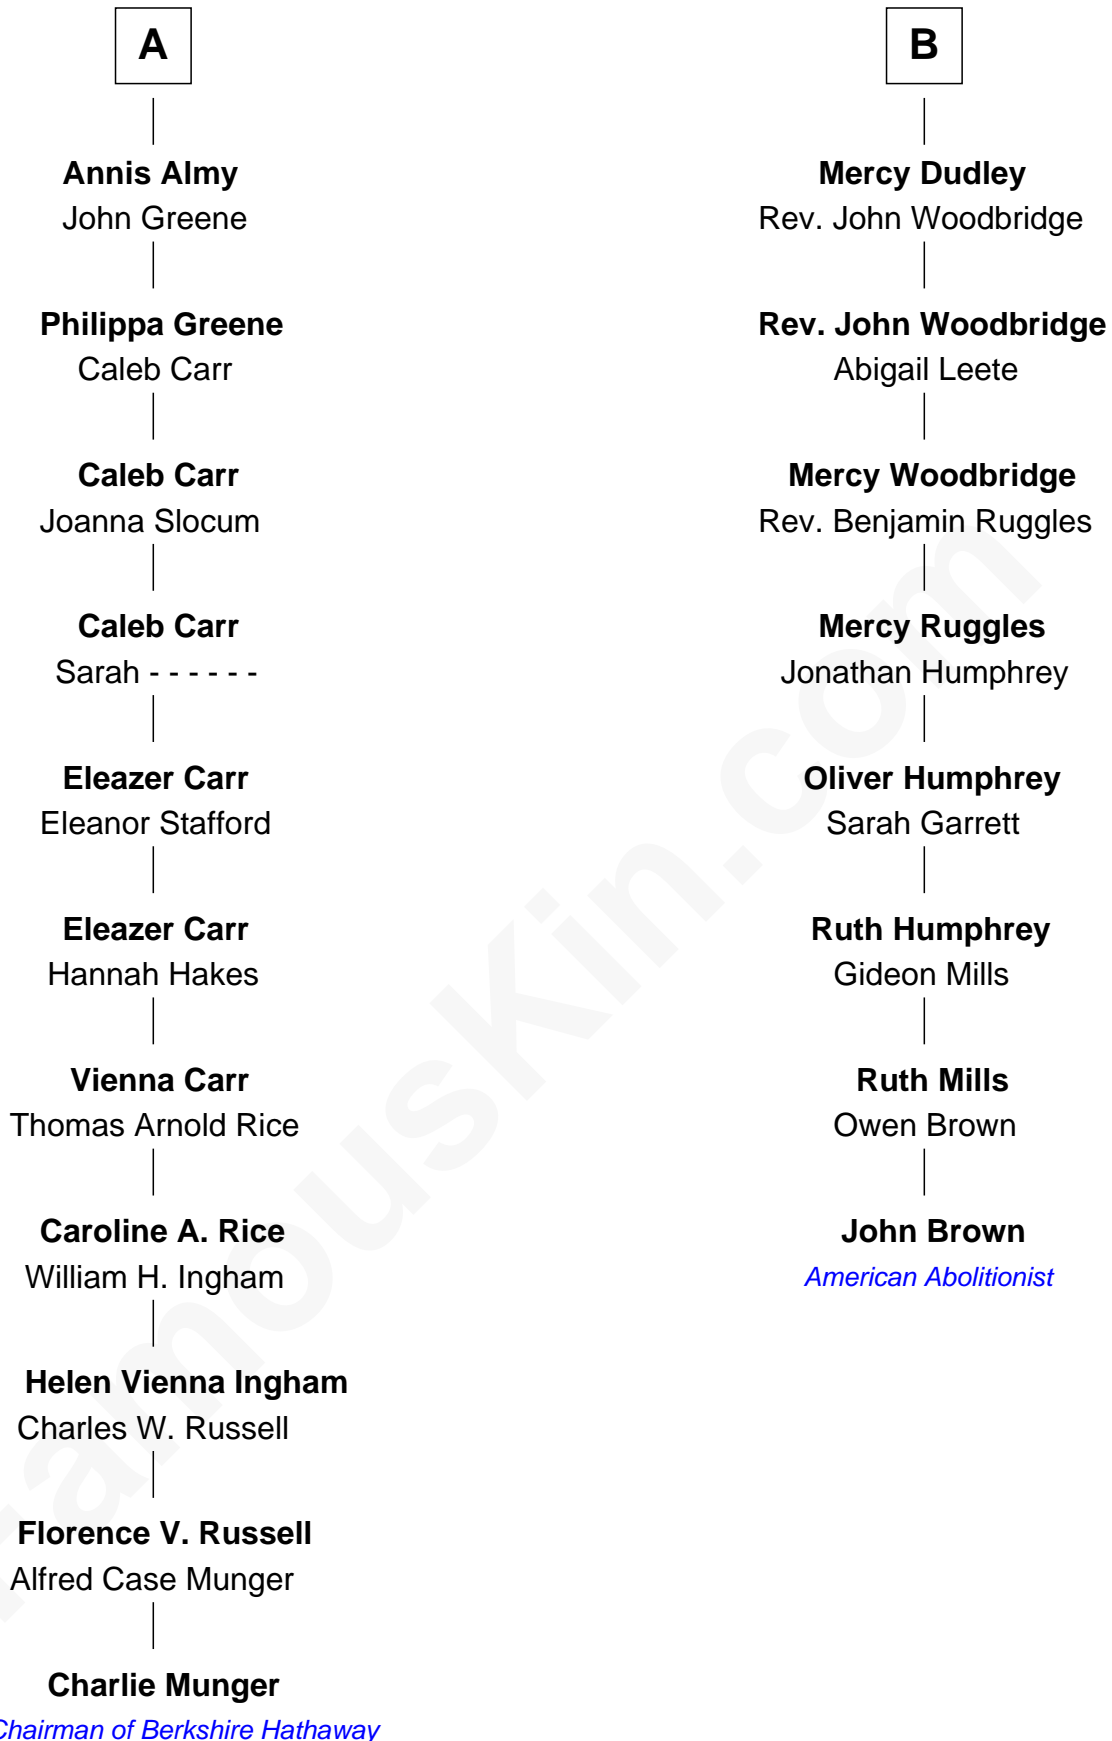 A
Annis Almy
John Greene
Philippa Greene
Caleb Carr
Caleb Carr
Joanna Slocum
Caleb Carr
Sarah - - - - - -
Eleazer Carr
Eleanor Stafford
Eleazer Carr
Hannah Hakes
Vienna Carr
Thomas Arnold Rice
Caroline A. Rice
William H. Ingham
Helen Vienna Ingham
Charles W. Russell
Florence V. Russell
Alfred Case Munger
Charlie Munger
Chairman of Berkshire Hathaway
B
Mercy Dudley
Rev. John Woodbridge
Rev. John Woodbridge
Abigail Leete
Mercy Woodbridge
Rev. Benjamin Ruggles
Mercy Ruggles
Jonathan Humphrey
Oliver Humphrey
Sarah Garrett
Ruth Humphrey
Gideon Mills
Ruth Mills
Owen Brown
John Brown
American Abolitionist
FamousKin.com